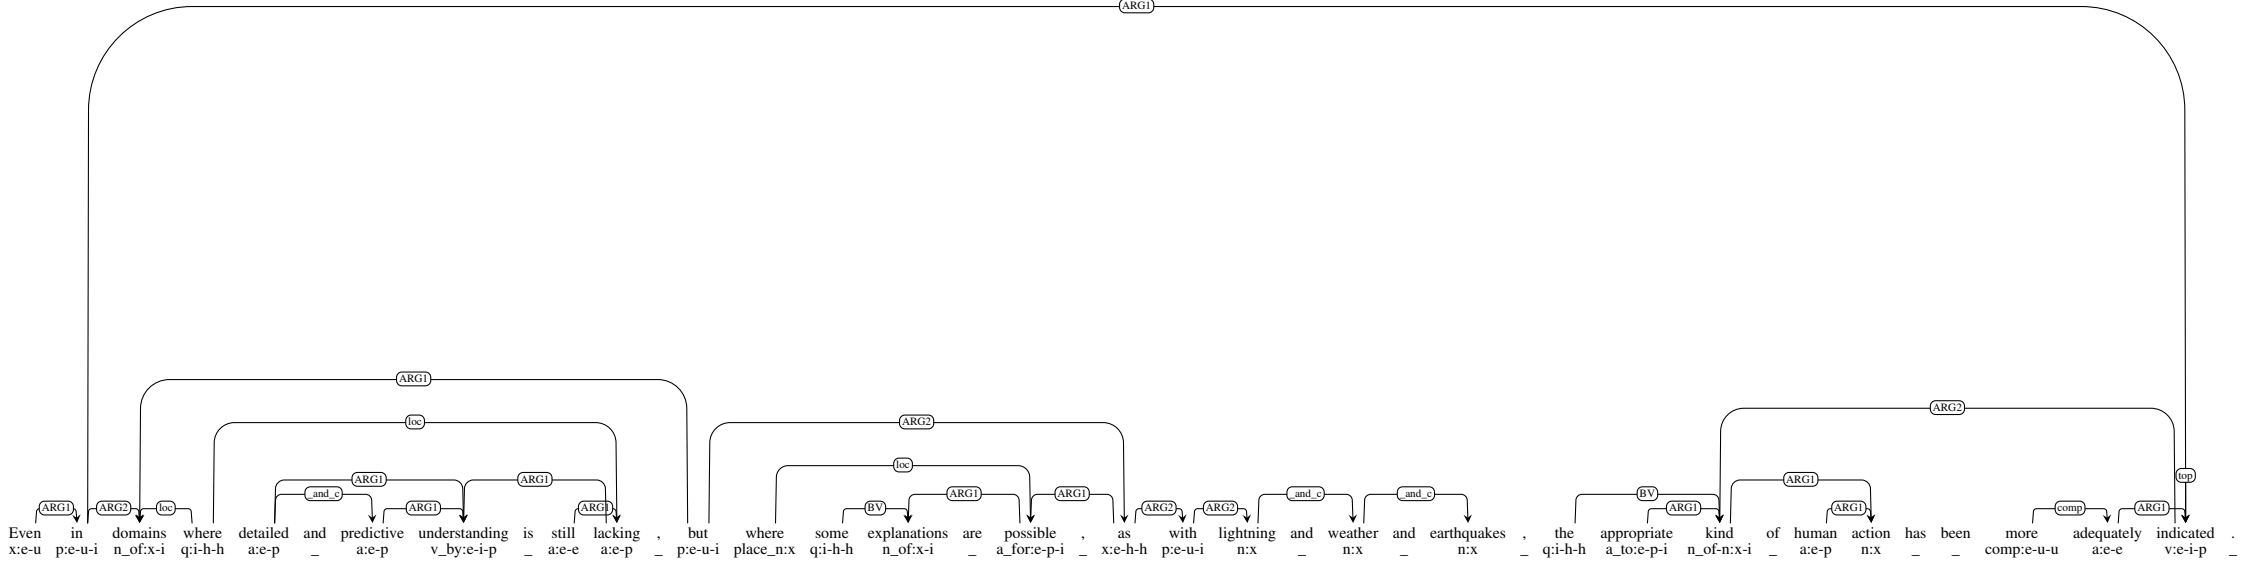 ARG1
ARG1
loc
ARG2
ARG2
loc
ARG1
ARG1
ARG1
top
_and_c
ARG1
ARG1
_and_c
_and_c
BV
ARG1
ARG2
loc
ARG1
ARG1
BV
ARG2
ARG2
ARG1
ARG1
comp
ARG1
Even in domains where detailed and predictive understanding is still lacking , but where some explanations are possible , as with lightning and weather and earthquakes , the appropriate kind of human action has been more adequately indicated .
x:e-u p:e-u-i n_of:x-i q:i-h-h a:e-p _ a:e-p v_by:e-i-p _ a:e-e a:e-p _ p:e-u-i place_n:x q:i-h-h n_of:x-i _ a_for:e-p-i _ x:e-h-h p:e-u-i n:x _ n:x _ n:x _ q:i-h-h a_to:e-p-i n_of-n:x-i _ a:e-p n:x _ _ comp:e-u-u a:e-e v:e-i-p _